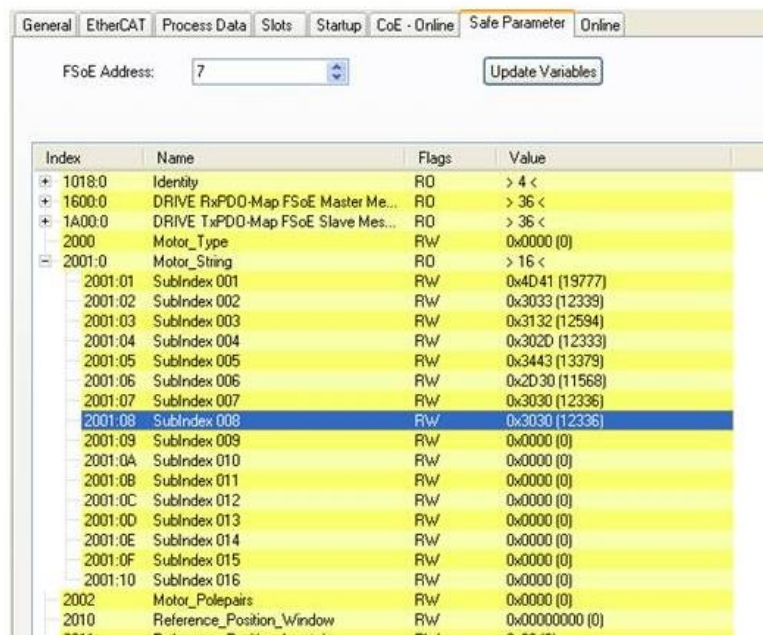 General EtherCAT Process Data Slots Startup CoE - Online Safe Parameter Online
FSoE Address: 7 Update Variables
Index Name Flags Value
1018:0 Identity RO > 4 <
1600:0 DRIVE RxPDO-Map FSoE Master Me... RO > 36 <
1A00:0 DRIVE TxPDO-Map FSoE Slave Mes... RO > 36 <
2000 Motor_Type RW 0x0000 (0)
2001:0 Motor_String RO > 16 <
2001:01 SubIndex 001 RW 0x4D41 (19777)
2001:02 SubIndex 002 RW 0x3033 (12339)
2001:03 SubIndex 003 RW 0x3132 (12594)
2001:04 SubIndex 004 RW 0x302D (12333)
2001:05 SubIndex 005 RW 0x3443 (13379)
2001:06 SubIndex 006 RW 0x2D30 (11568)
2001:07 SubIndex 007 RW 0x3030 (12336)
2001:08 SubIndex 008 RW 0x3030 (12336)
2001:09 SubIndex 009 RW 0x0000 (0)
2001:0A SubIndex 010 RW 0x0000 (0)
2001:0B SubIndex 011 RW 0x0000 (0)
2001:0C SubIndex 012 RW 0x0000 (0)
2001:0D SubIndex 013 RW 0x0000 (0)
2001:0E SubIndex 014 RW 0x0000 (0)
2001:0F SubIndex 015 RW 0x0000 (0)
2001:10 SubIndex 016 RW 0x0000 (0)
2002 Motor_Polepairs RW 0x0000 (0)
2010 Reference_Position_Window RW 0x00000000 (0)